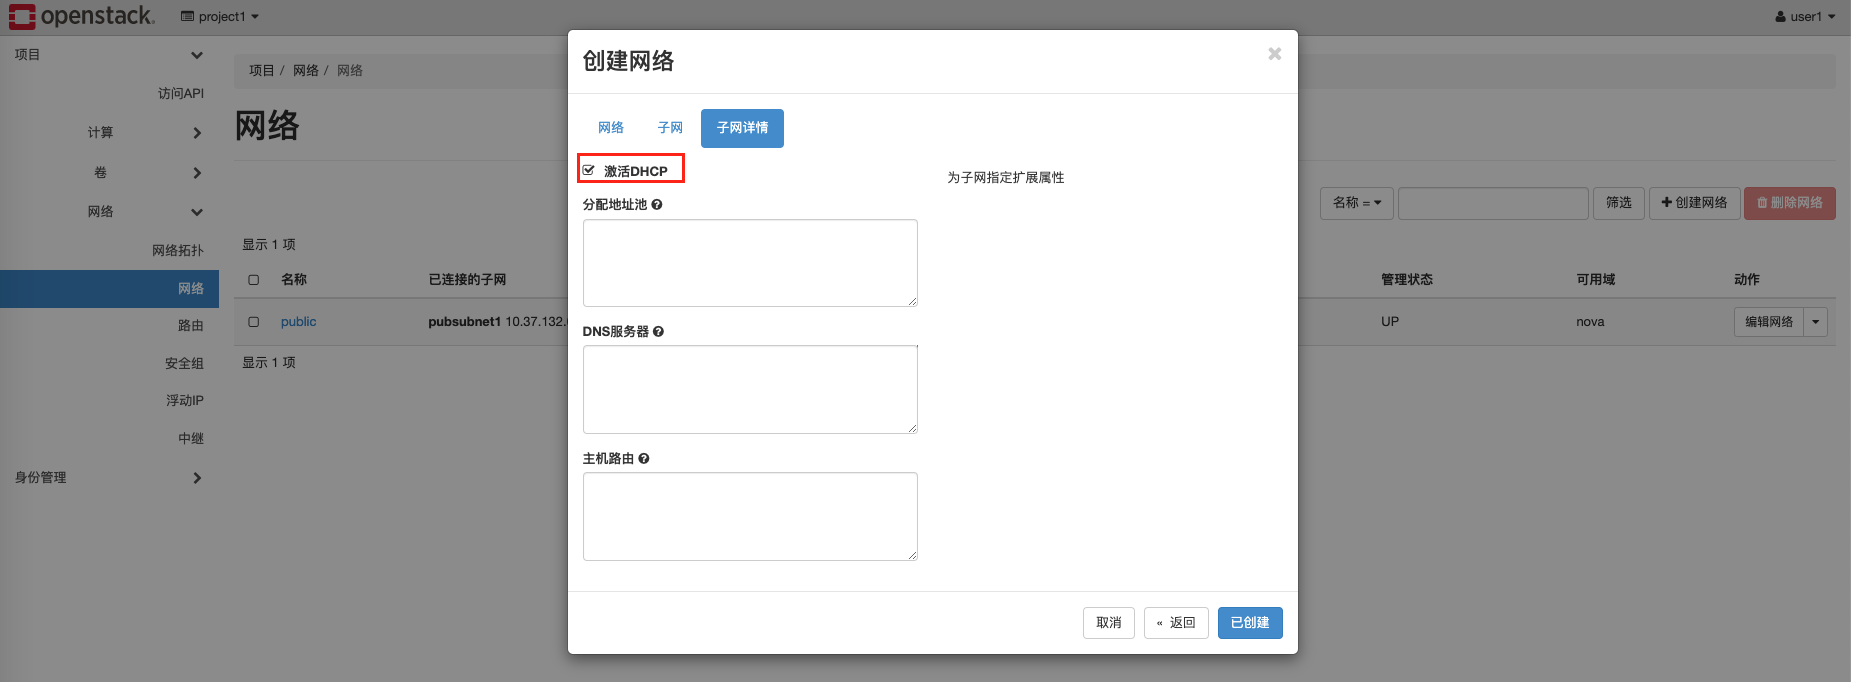 openstack. project1 user1
项目
访问API
计算
卷
网络
网络拓扑
网络
路由
安全组
浮动IP
中继
身份管理
项目 / 网络 / 网络
网络
名称 = 筛选 创建网络 删除网络
显示 1 项
名称 已连接的子网 管理状态 可用域 动作
public pubsubnet1 10.37.132. UP nova 编辑网络
显示 1 项
创建网络
网络 子网 子网详情
激活DHCP
为子网指定扩展属性
分配地址池
DNS服务器
主机路由
取消 « 返回 已创建